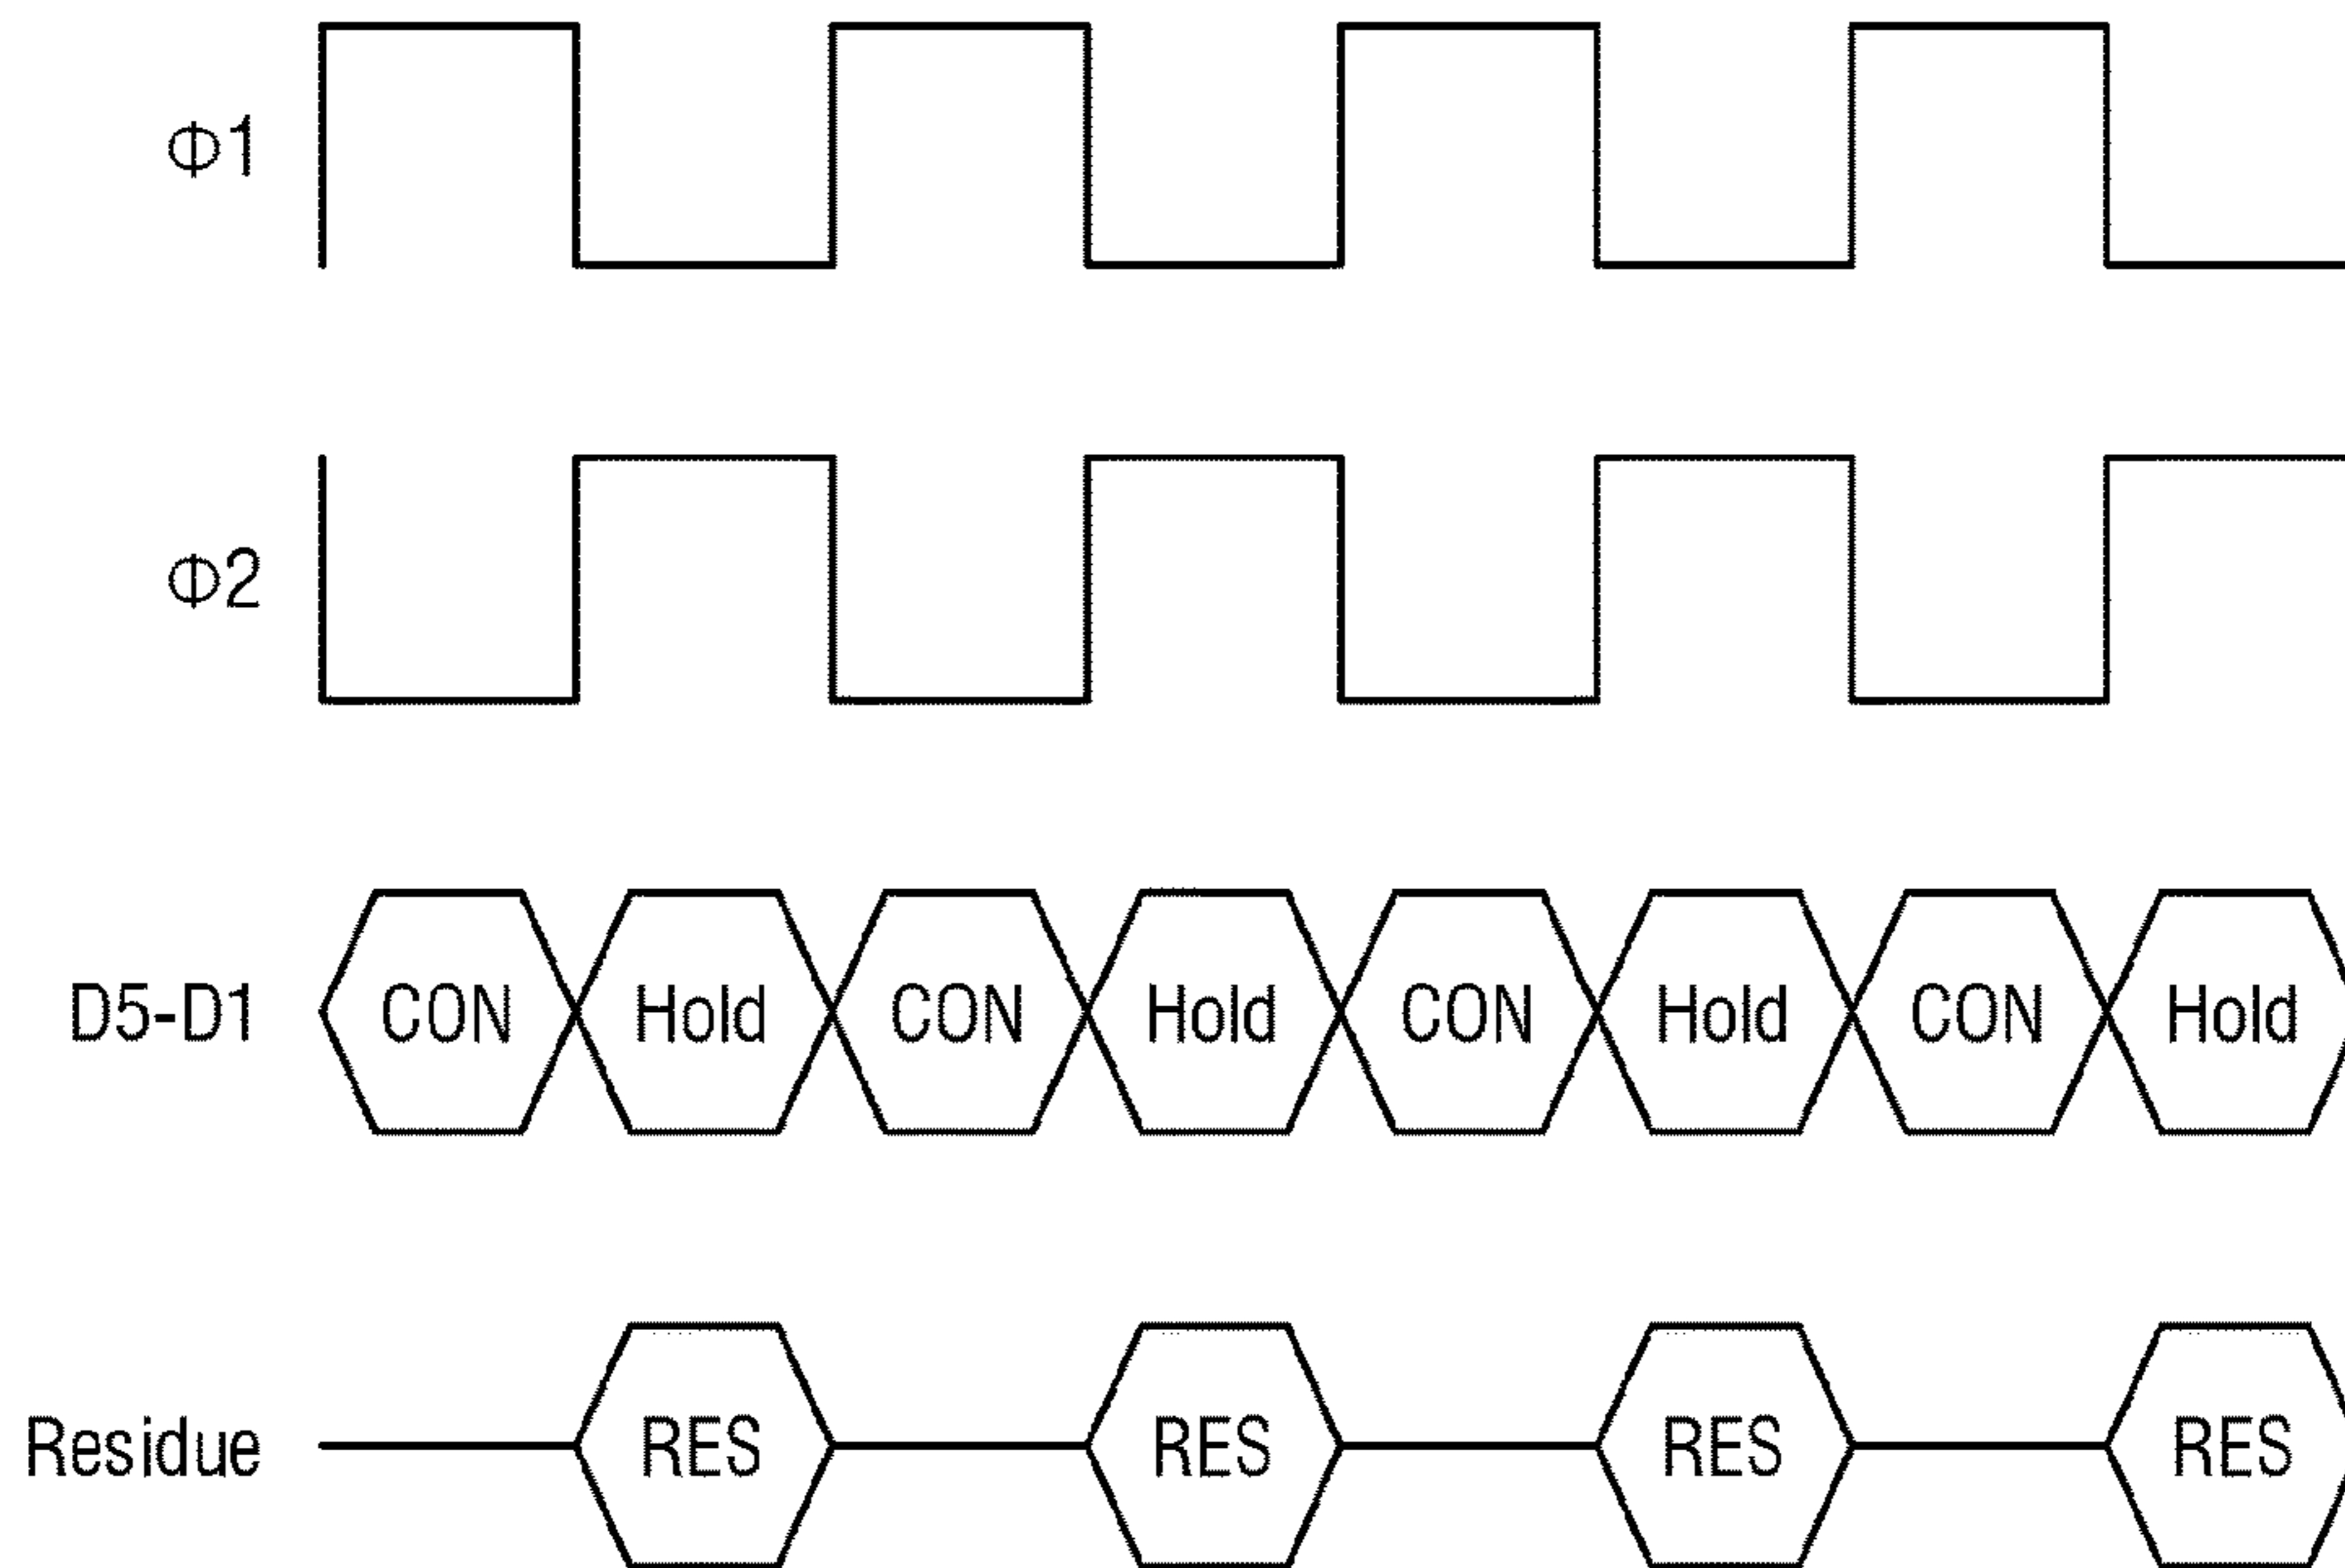 Φ1
Φ2
D5-D1 CON Hold CON Hold CON Hold CON Hold
Residue RES RES RES RES